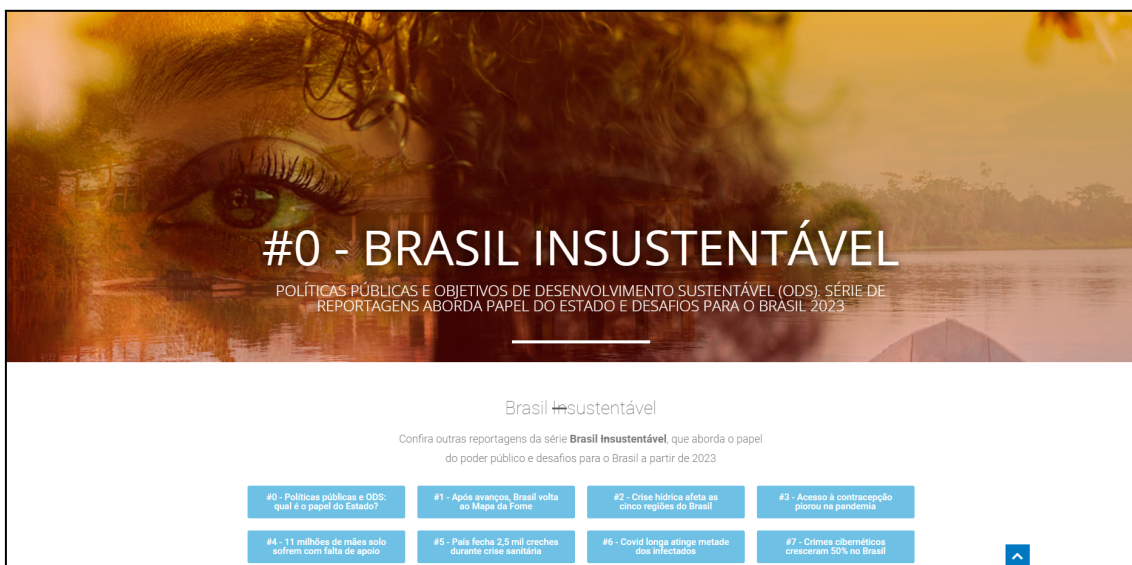 #0 - BRASIL INSUSTENTÁVEL
POLÍTICAS PÚBLICAS E OBJETIVOS DE DESENVOLVIMENTO SUSTENTÁVEL (ODS). SÉRIE DE
REPORTAGENS ABORDA PAPEL DO ESTADO E DESAFIOS PARA O BRASIL 2023
Brasil Insustentável
Confira outras reportagens da série Brasil Insustentável, que aborda o papel
do poder público e desafios para o Brasil a partir de 2023
#0 - Políticas públicas e ODS:
qual é o papel do Estado?
#1 - Após avanços, Brasil volta
ao Mapa da Fome
#2 - Crise hídrica afeta as
cinco regiões do Brasil
#3 - Acesso à contracepção
piorou na pandemia
#4 - 11 milhões de mães solo
sofrem com falta de apoio
#5 - País fecha 2,5 mil creches
durante crise sanitária
#6 - Covid longa atinge metade
dos infectados
#7 - Crimes cibernéticos
cresceram 50% no Brasil